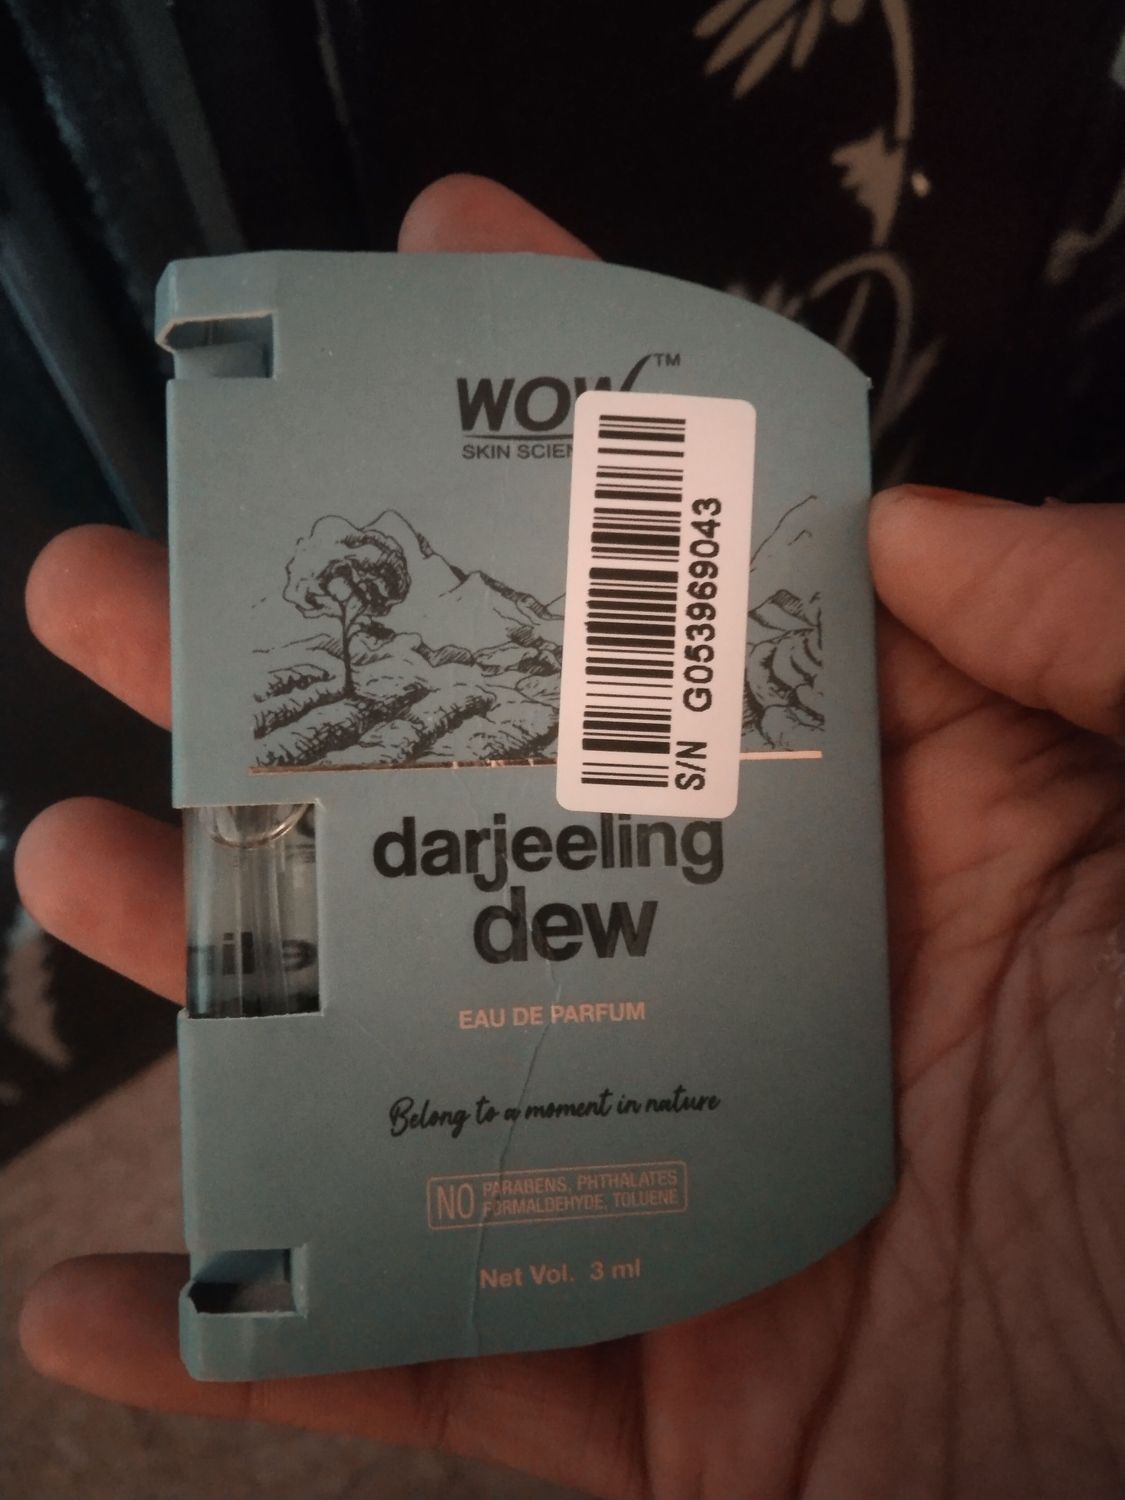 WOW™
SKIN SCIEN
S/N G053969043
darjeeling
dew
EAU DE PARFUM
Belong to a moment in nature
NO PARABENS, PHTHALATES
FORMALDEHYDE, TOLUENE
Net Vol. 3 ml